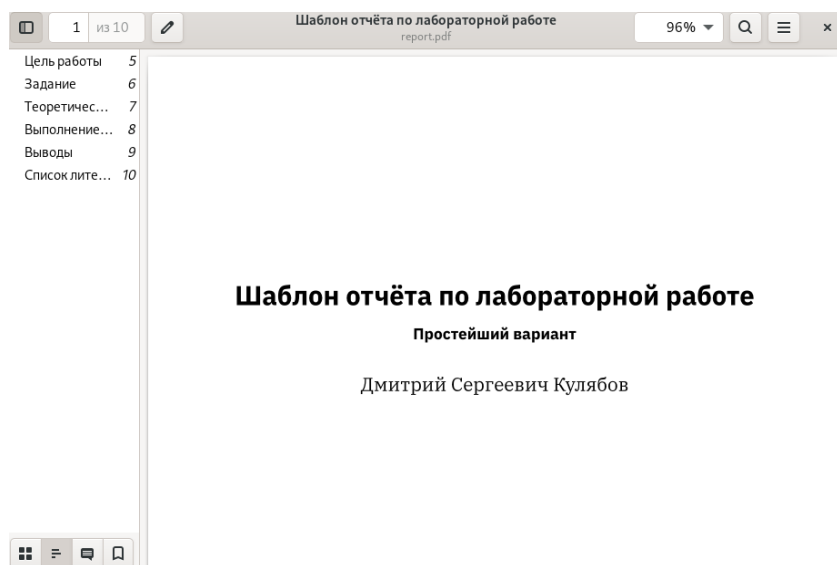 1 из 10
Шаблон отчёта по лабораторной работе
report.pdf
96%
Цель работы 5
Задание 6
Теоретичес... 7
Выполнение... 8
Выводы 9
Список лите... 10
Шаблон отчёта по лабораторной работе
Простейший вариант
Дмитрий Сергеевич Кулябов